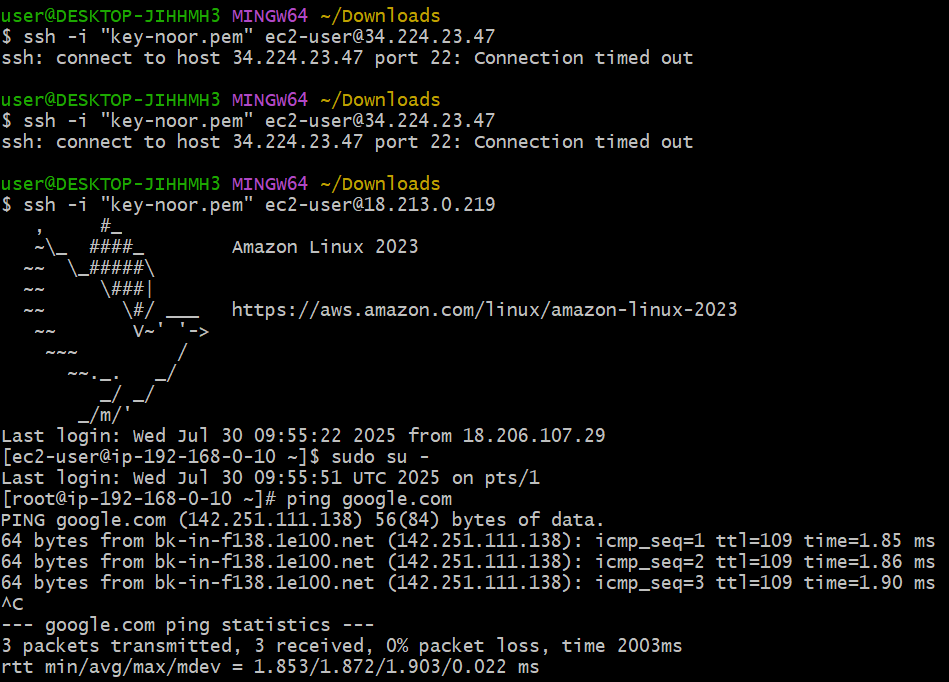 user@DESKTOP-JIHHMH3 MINGW64 ~/Downloads
$ ssh -i "key-noor.pem" ec2-user@34.224.23.47
ssh: connect to host 34.224.23.47 port 22: Connection timed out

user@DESKTOP-JIHHMH3 MINGW64 ~/Downloads
$ ssh -i "key-noor.pem" ec2-user@34.224.23.47
ssh: connect to host 34.224.23.47 port 22: Connection timed out

user@DESKTOP-JIHHMH3 MINGW64 ~/Downloads
$ ssh -i "key-noor.pem" ec2-user@18.213.0.219
   ,     #_
   ~\_  ####_        Amazon Linux 2023
  ~~  \_#####\
  ~~     \###|
  ~~       \#/ ___   https://aws.amazon.com/linux/amazon-linux-2023
   ~~       V~' '->
    ~~~         /
      ~~._.   _/
         _/ _/
       _/m/'
Last login: Wed Jul 30 09:55:22 2025 from 18.206.107.29
[ec2-user@ip-192-168-0-10 ~]$ sudo su -
Last login: Wed Jul 30 09:55:51 UTC 2025 on pts/1
[root@ip-192-168-0-10 ~]# ping google.com
PING google.com (142.251.111.138) 56(84) bytes of data.
64 bytes from bk-in-f138.1e100.net (142.251.111.138): icmp_seq=1 ttl=109 time=1.85 ms
64 bytes from bk-in-f138.1e100.net (142.251.111.138): icmp_seq=2 ttl=109 time=1.86 ms
64 bytes from bk-in-f138.1e100.net (142.251.111.138): icmp_seq=3 ttl=109 time=1.90 ms
^C
--- google.com ping statistics ---
3 packets transmitted, 3 received, 0% packet loss, time 2003ms
rtt min/avg/max/mdev = 1.853/1.872/1.903/0.022 ms